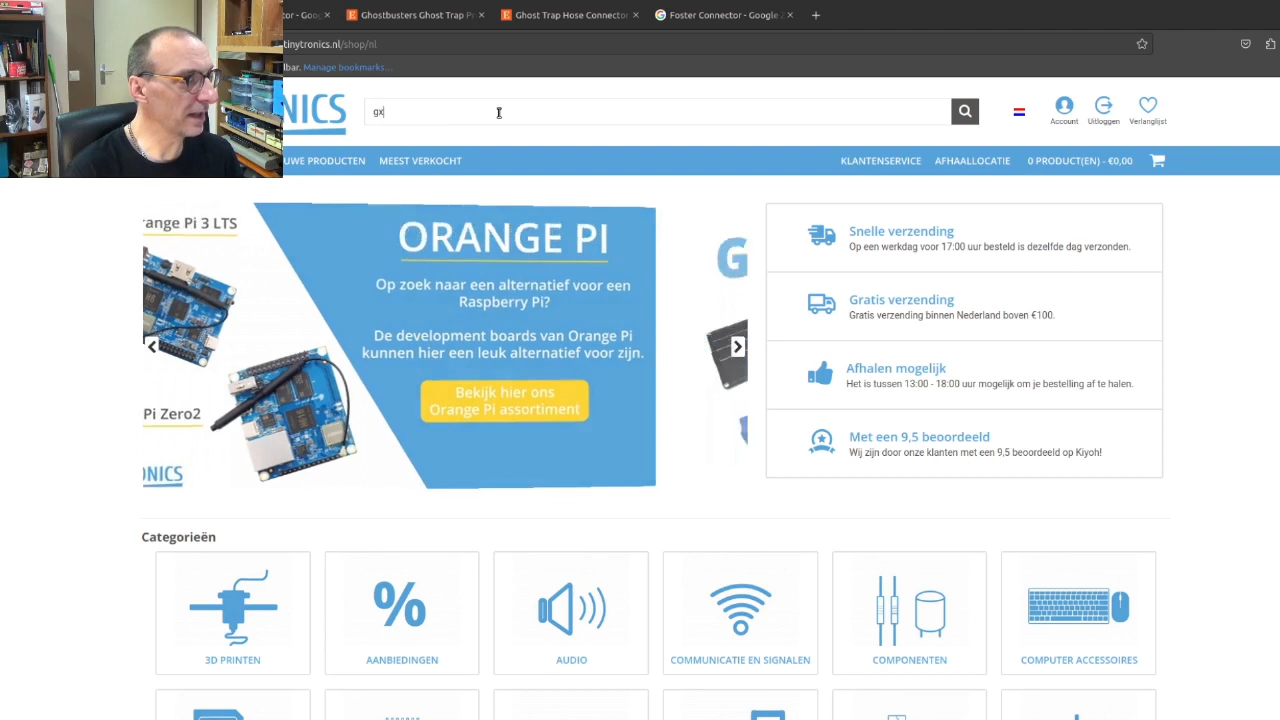 tor - Goog
Ghostbusters Ghost Trap Pr
Ghost Trap Hose Connector
Foster Connector - Google
tinytronics.nl/shop/nl
lbar. Manage bookmarks...
NICS
gx
Account
Uitloggen
Verlanglijst
UWE PRODUCTEN
MEEST VERKOCHT
KLANTENSERVICE
AFHAALLOCATIE
0 PRODUCT(EN) - €0,00
range Pi 3 LTS
Pi Zero2
NICS
ORANGE PI
Op zoek naar een alternatief voor een
Raspberry Pi?
De development boards van Orange Pi
kunnen hier een leuk alternatief voor zijn.
Bekijk hier ons
Orange Pi assortiment
G
Snelle verzending
Op een werkdag voor 17:00 uur besteld is dezelfde dag verzonden.
Gratis verzending
Gratis verzending binnen Nederland boven €100.
Afhalen mogelijk
Het is tussen 13:00 - 18:00 uur mogelijk om je bestelling af te halen.
Met een 9,5 beoordeeld
Wij zijn door onze klanten met een 9,5 beoordeeld op Kiyoh!
Categorieën
3D PRINTEN
%
AANBIEDINGEN
AUDIO
COMMUNICATIE EN SIGNALEN
COMPONENTEN
COMPUTER ACCESSOIRES